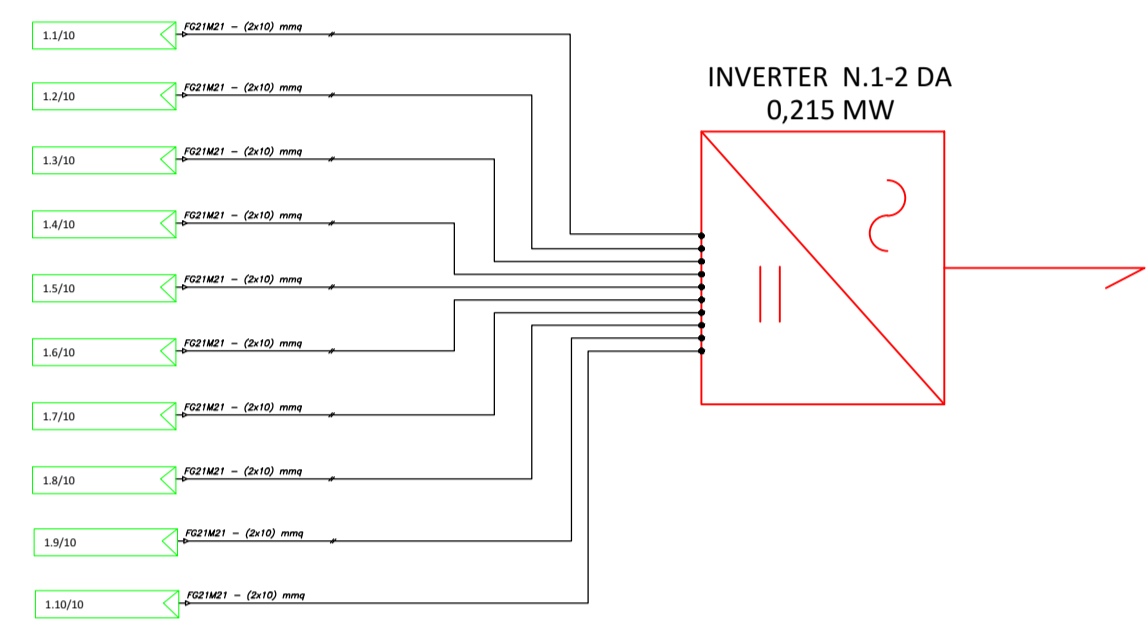 1.1/10 FG21M21 - (2x10) mmq
INVERTER N.1-2 DA
0,215 MW
1.2/10 FG21M21 - (2x10) mmq
1.3/10 FG21M21 - (2x10) mmq
1.4/10 FG21M21 - (2x10) mmq
1.5/10 FG21M21 - (2x10) mmq
1.6/10 FG21M21 - (2x10) mmq
1.7/10 FG21M21 - (2x10) mmq
1.8/10 FG21M21 - (2x10) mmq
1.9/10 FG21M21 - (2x10) mmq
1.10/10 FG21M21 - (2x10) mmq